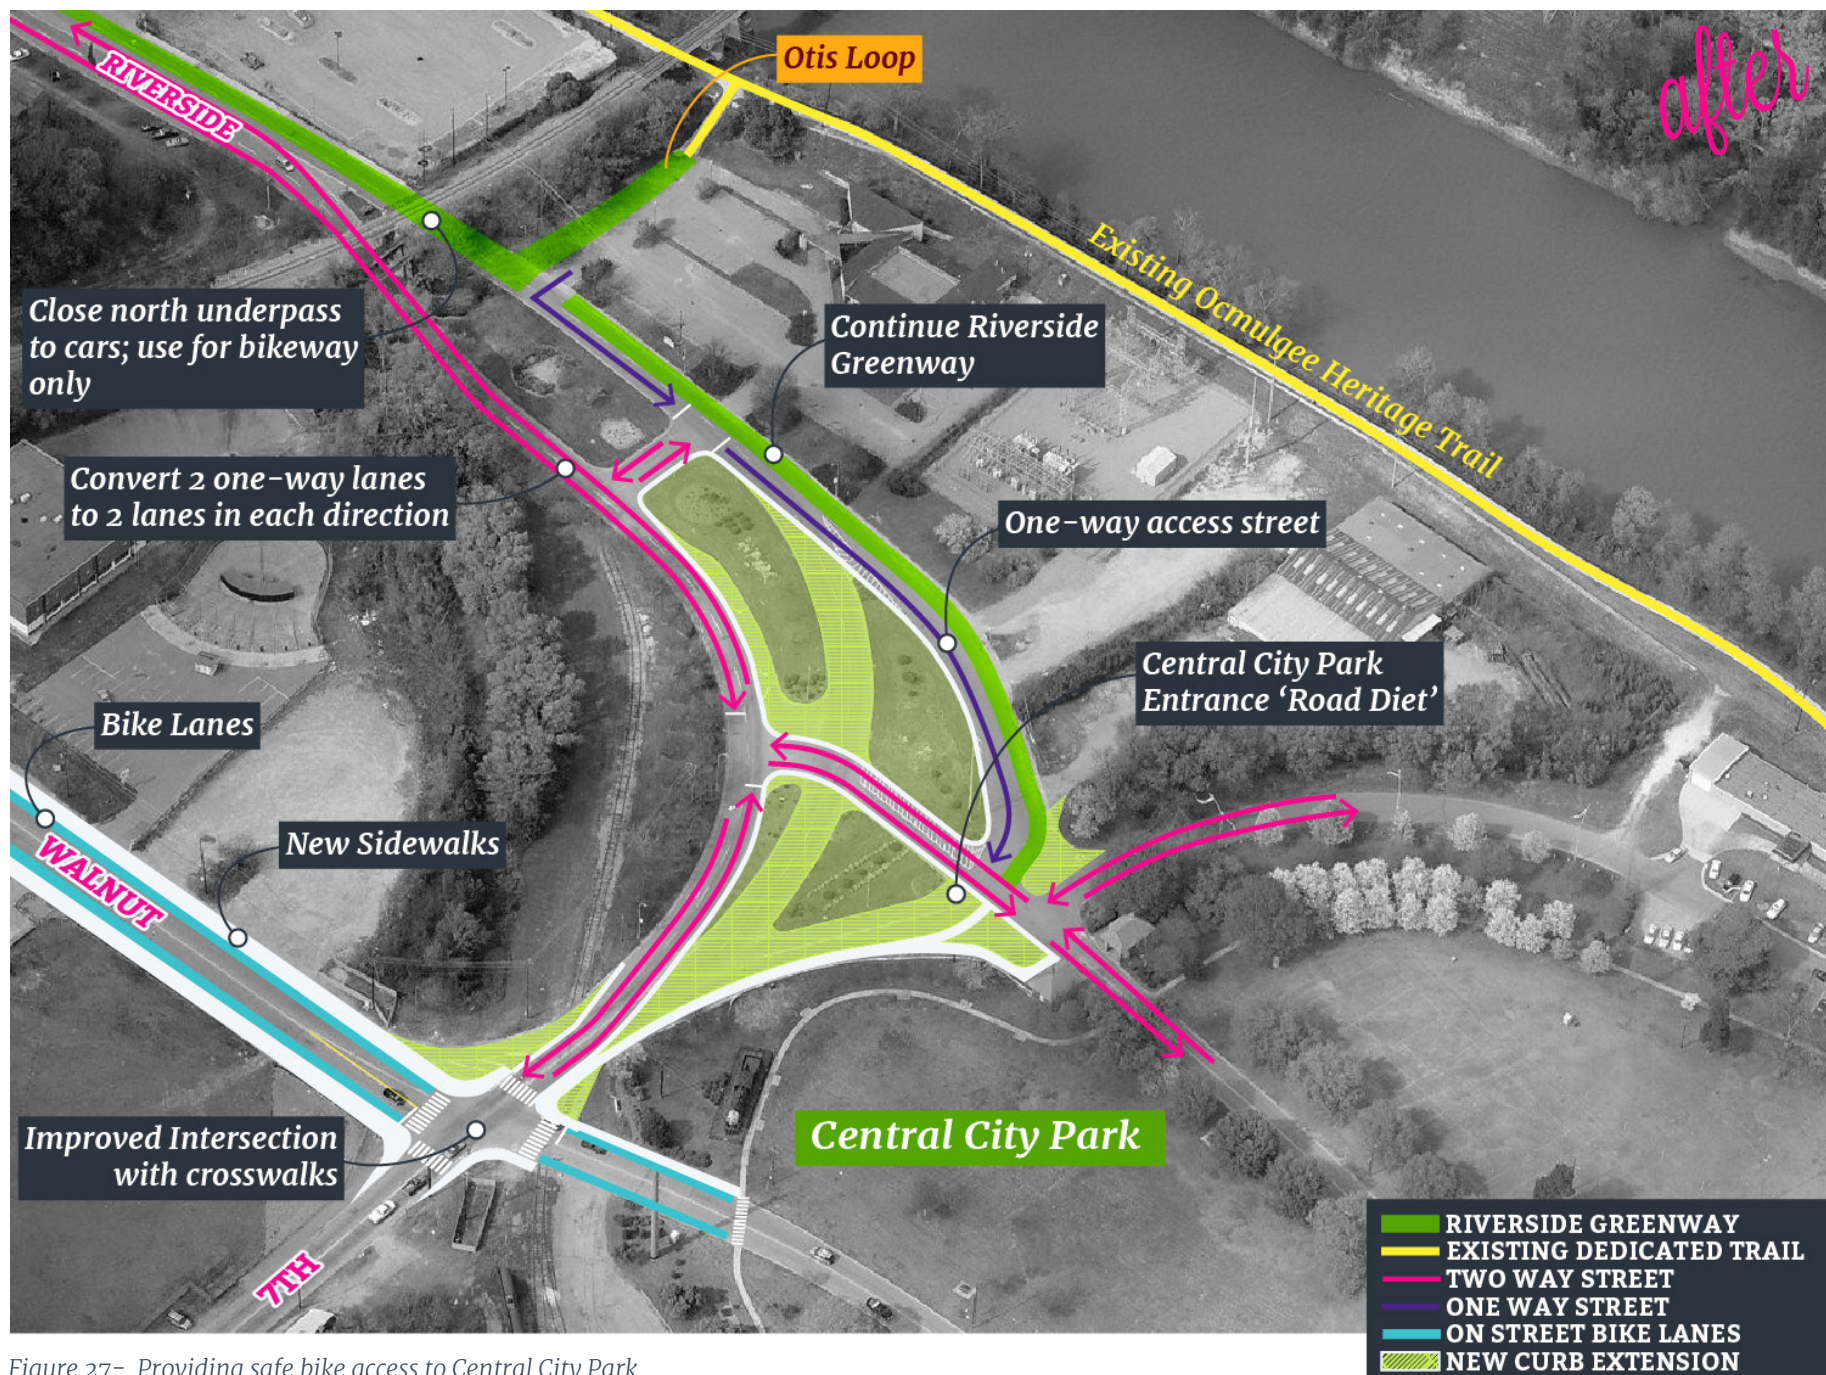 after
Otis Loop
RIVERSIDE
Existing Ocmulgee Heritage Trail
Close north underpass
to cars; use for bikeway
only
Continue Riverside
Greenway
Convert 2 one-way lanes
to 2 lanes in each direction
One-way access street
Central City Park
Entrance ‘Road Diet’
Bike Lanes
New Sidewalks
WALNUT
Improved Intersection
with crosswalks
Central City Park
7TH
RIVERSIDE GREENWAY
EXISTING DEDICATED TRAIL
TWO WAY STREET
ONE WAY STREET
ON STREET BIKE LANES
NEW CURB EXTENSION
Figure 27- Providing safe bike access to Central City Park